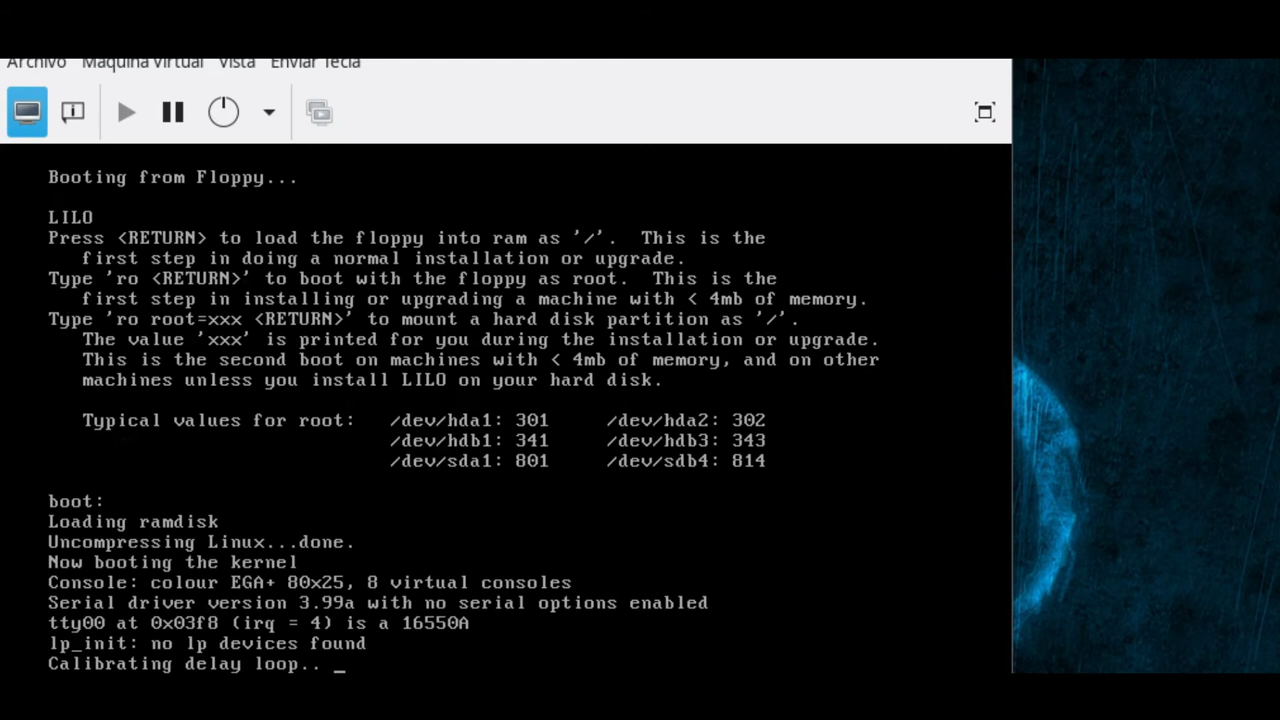 Archivo Máquina Virtual Vista Enviar Tecla
Booting from Floppy...
LILO
Press <RETURN> to load the floppy into ram as '/'.  This is the
first step in doing a normal installation or upgrade.
Type 'ro <RETURN>' to boot with the floppy as root.  This is the
first step in installing or upgrading a machine with < 4mb of memory.
Type 'ro root=xxx <RETURN>' to mount a hard disk partition as '/'.
The value 'xxx' is printed for you during the installation or upgrade.
This is the second boot on machines with < 4mb of memory, and on other
machines unless you install LILO on your hard disk.
Typical values for root:   /dev/hda1: 301     /dev/hda2: 302
/dev/hdb1: 341     /dev/hdb3: 343
/dev/sda1: 801     /dev/sdb4: 814
boot:
Loading ramdisk
Uncompressing Linux...done.
Now booting the kernel
Console: colour EGA+ 80x25, 8 virtual consoles
Serial driver version 3.99a with no serial options enabled
tty00 at 0x03f8 (irq = 4) is a 16550A
lp_init: no lp devices found
Calibrating delay loop.. _